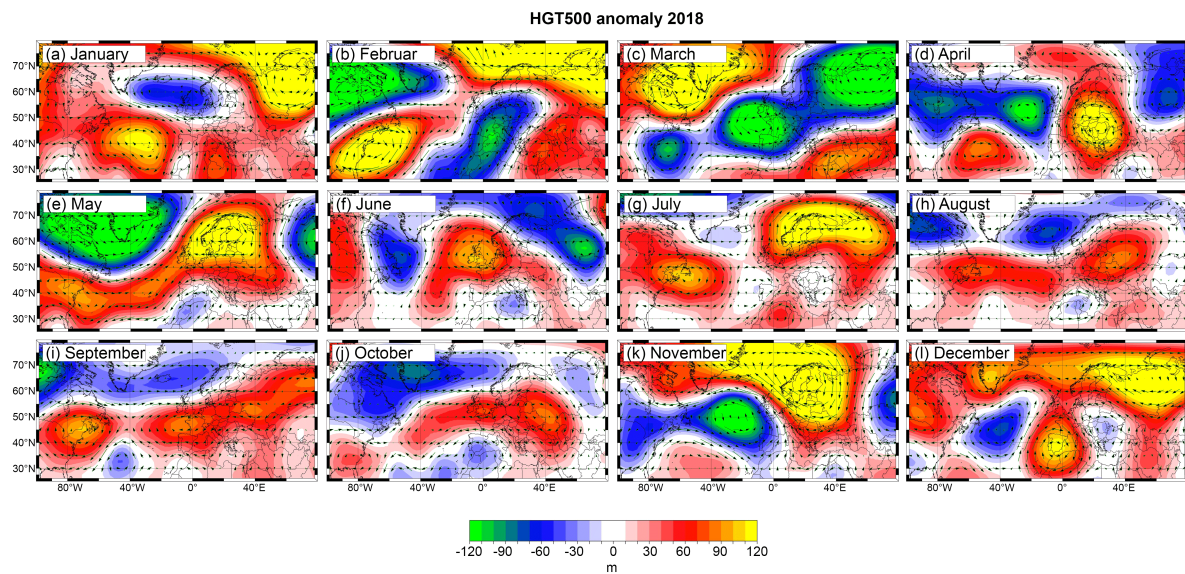 HGT500 anomaly 2018
(a) January (b) Februar (c) March (d) April
70°N
60°N
50°N
40°N
30°N
(e) May (f) June (g) July (h) August
70°N
60°N
50°N
40°N
30°N
(i) September (j) October (k) November (l) December
70°N
60°N
50°N
40°N
30°N
80°W 40°W 0° 40°E 80°W 40°W 0° 40°E 80°W 40°W 0° 40°E 80°W 40°W 0° 40°E
-120 -90 -60 -30 0 30 60 90 120
m